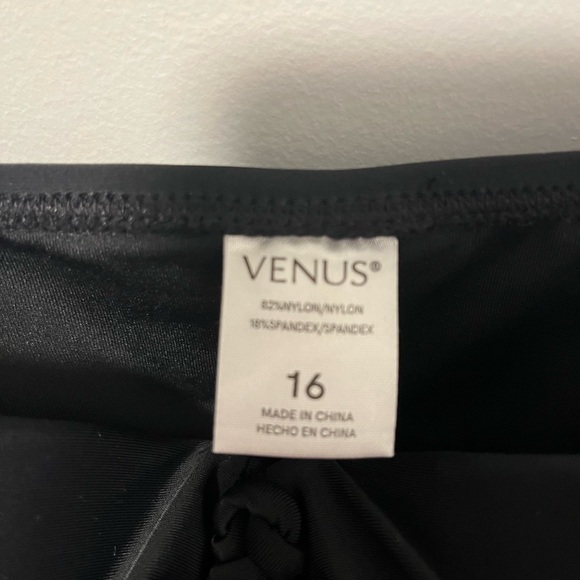 VENUS®
82%NYLON/NYLON
18%SPANDEX/SPANDEX
16
MADE IN CHINA
HECHO EN CHINA